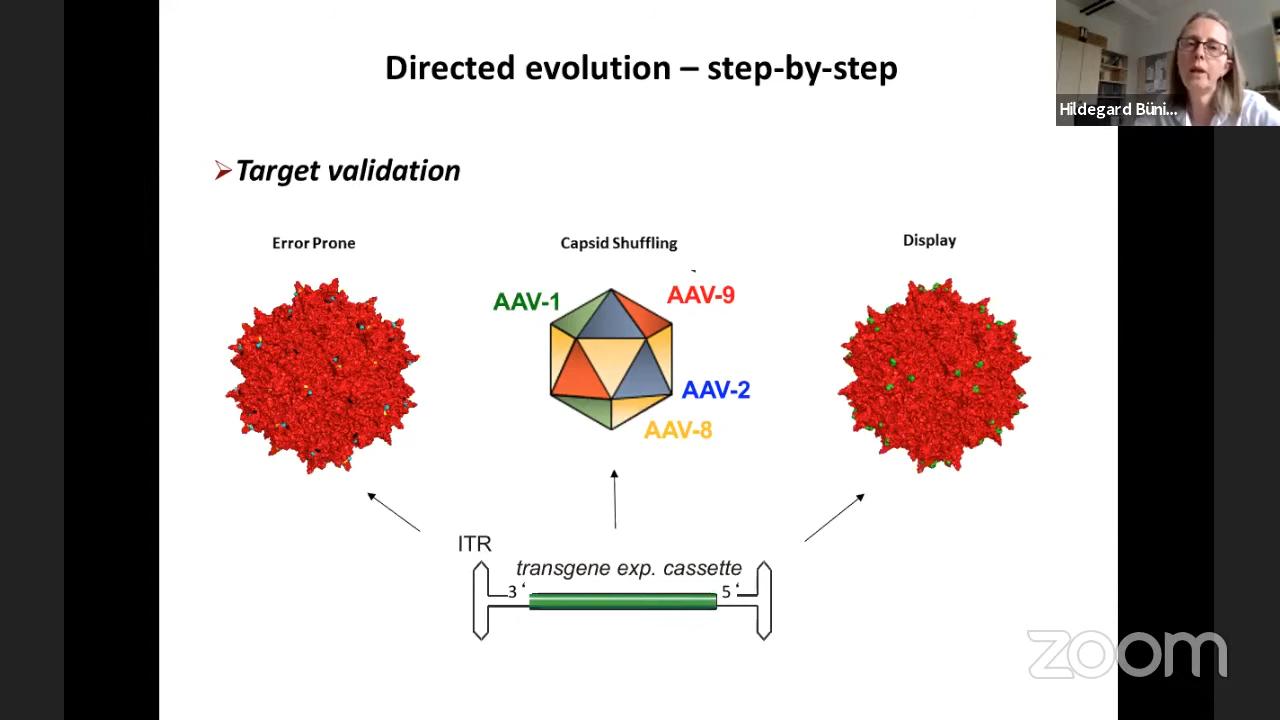 Directed evolution – step-by-step
Hildegard Büni...
Target validation
Error Prone
Capsid Shuffling
Display
AAV-1
AAV-9
AAV-2
AAV-8
ITR
transgene exp. cassette
3‘
5‘
zoom